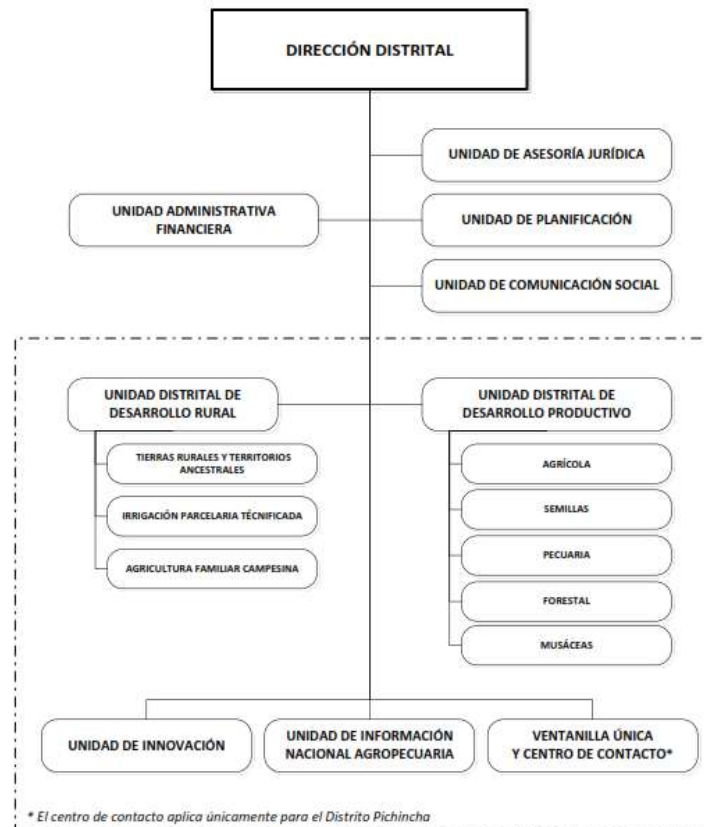 DIRECCIÓN DISTRITAL
UNIDAD DE ASESORÍA JURÍDICA
UNIDAD ADMINISTRATIVA
FINANCIERA
UNIDAD DE PLANIFICACIÓN
UNIDAD DE COMUNICACIÓN SOCIAL
UNIDAD DISTRITAL DE
DESARROLLO RURAL
TIERRAS RURALES Y TERRITORIOS
ANCESTRALES
IRRIGACIÓN PARCELARIA TÉCNIFICADA
AGRICULTURA FAMILIAR CAMPESINA
UNIDAD DISTRITAL DE
DESARROLLO PRODUCTIVO
AGRÍCOLA
SEMILLAS
PECUARIA
FORESTAL
MUSÁCEAS
UNIDAD DE INNOVACIÓN
UNIDAD DE INFORMACIÓN
NACIONAL AGROPECUARIA
VENTANILLA ÚNICA
Y CENTRO DE CONTACTO*
* El centro de contacto aplica únicamente para el Distrito Pichincha